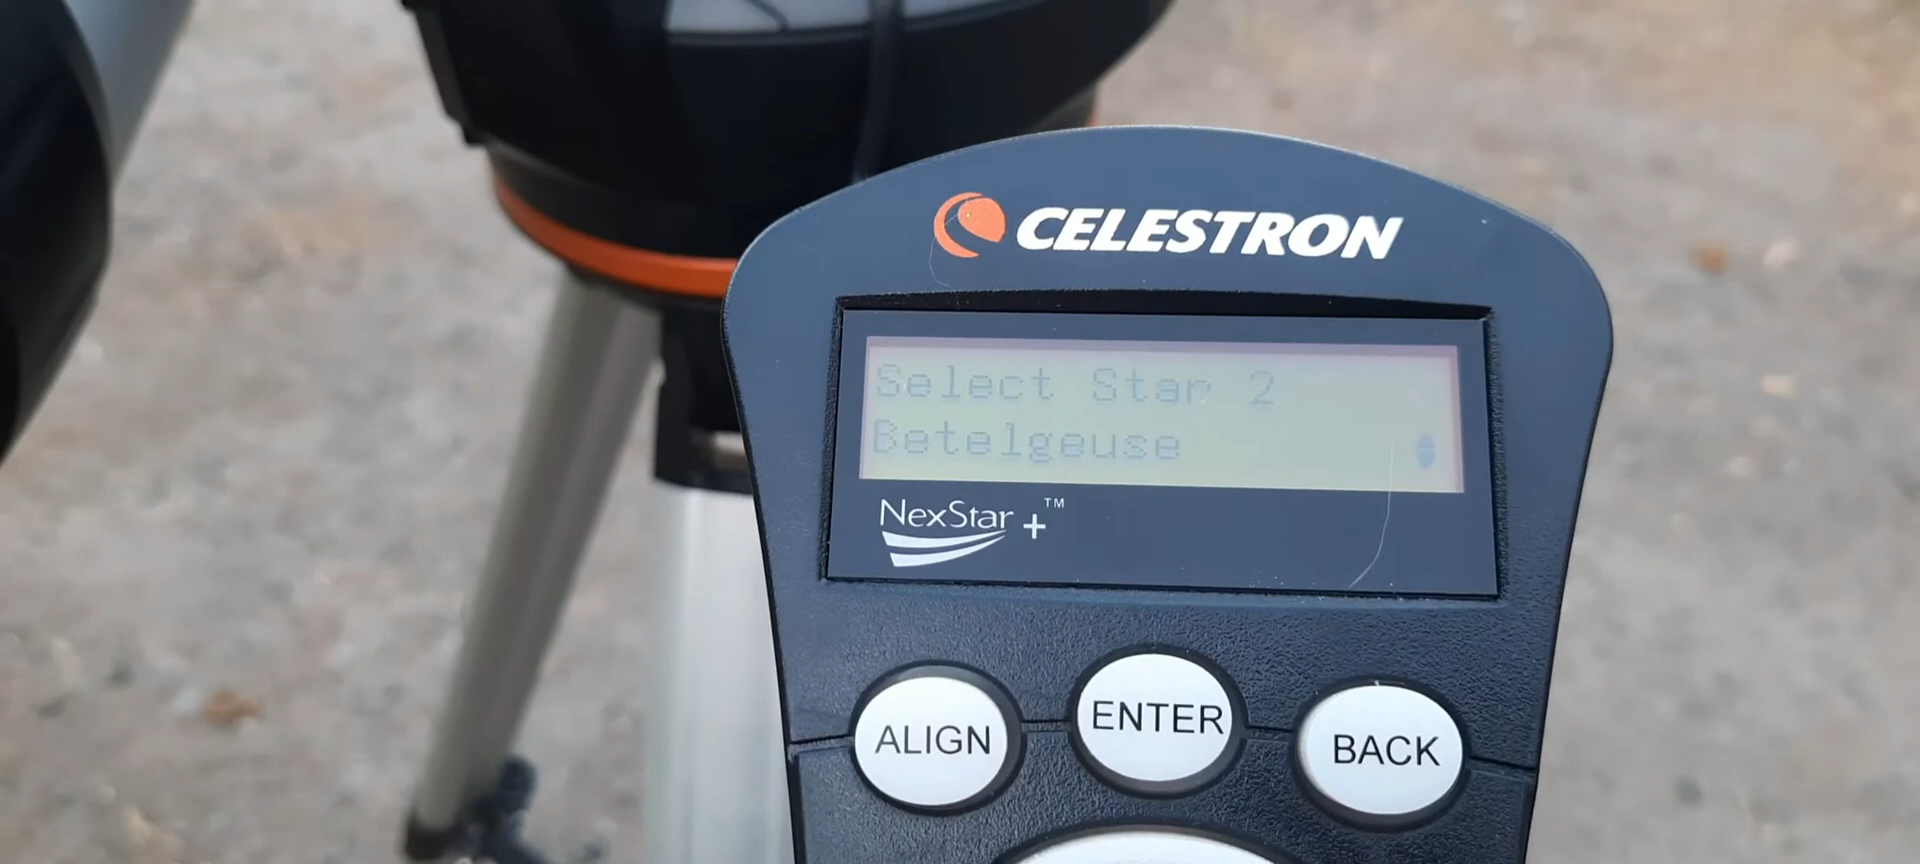 CELESTRON
Select Star 2
Betelgeuse
NexStar +™
ALIGN
ENTER
BACK